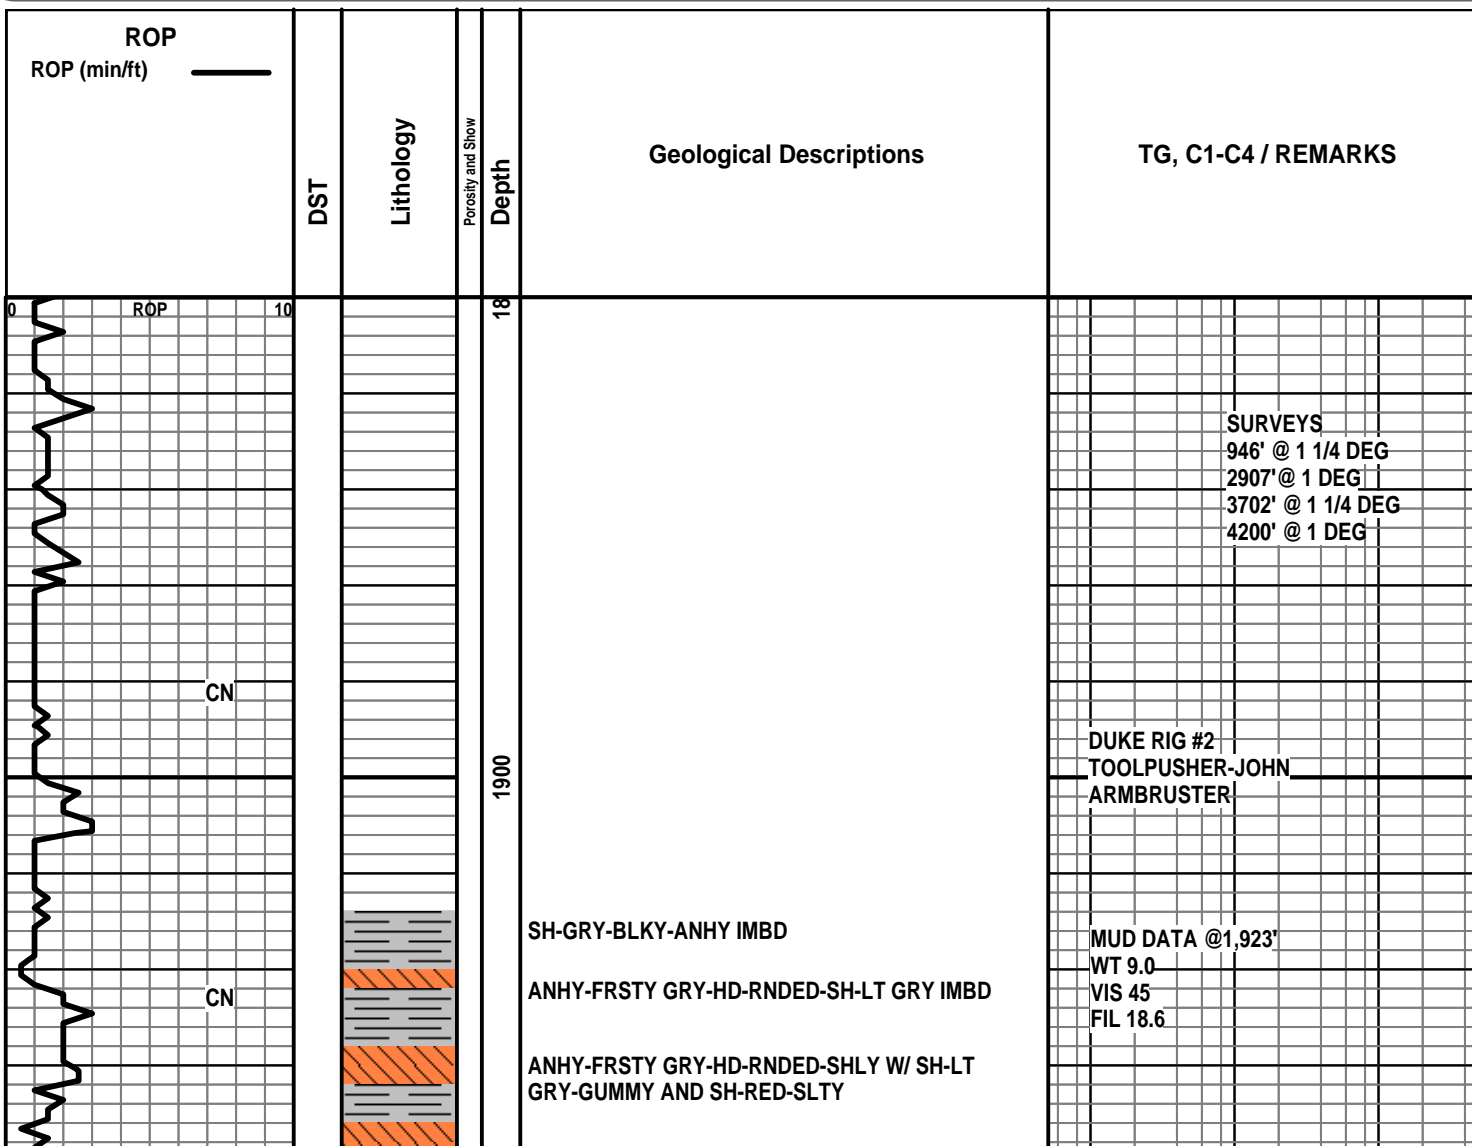 ROP
ROP (min/ft)
DST
Lithology
Porosity and Show
Depth
Geological Descriptions
TG, C1-C4 / REMARKS
0 ROP 10
18
SURVEYS
946' @ 1 1/4 DEG
2907'@ 1 DEG
3702' @ 1 1/4 DEG
4200' @ 1 DEG
CN
DUKE RIG #2
TOOLPUSHER-JOHN
ARMBRUSTER
1900
SH-GRY-BLKY-ANHY IMBD
MUD DATA @1,923'
WT 9.0
VIS 45
FIL 18.6
CN
ANHY-FRSTY GRY-HD-RNDED-SH-LT GRY IMBD
ANHY-FRSTY GRY-HD-RNDED-SHLY W/ SH-LT
GRY-GUMMY AND SH-RED-SLTY